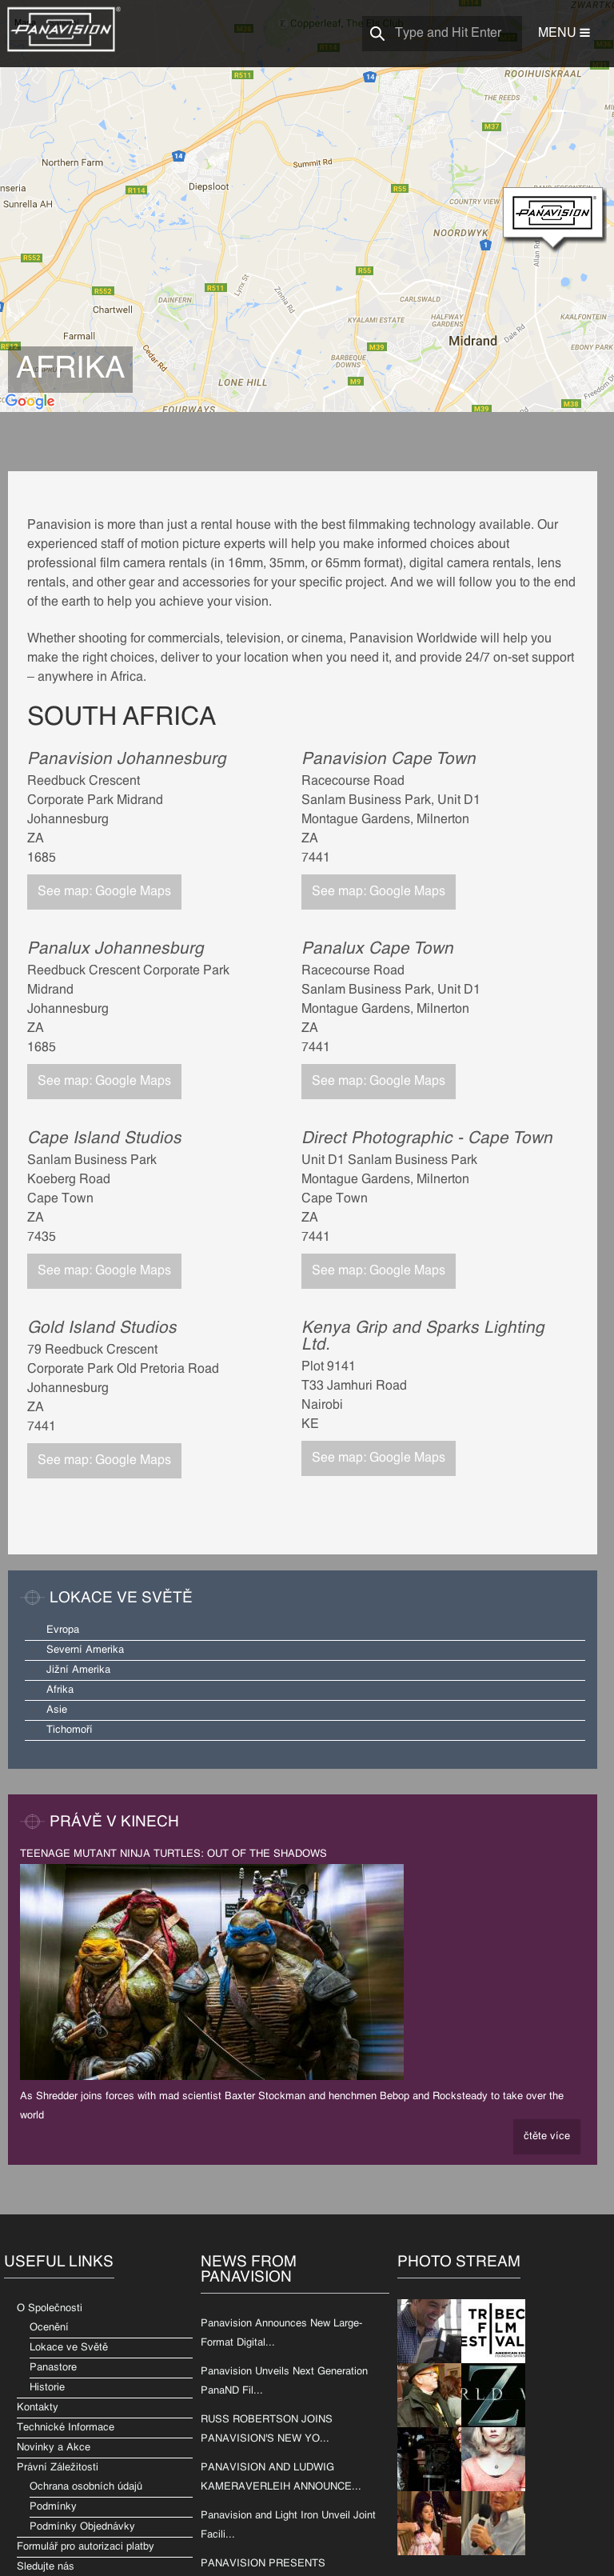 PANAVISION®
Type and Hit Enter
MENU
R511
14
ROOIHUISKRAAL
THE REEDS
M37
Northern Farm
14
Summit Rd
nseria
R114
Diepsloot
R55
Sunrella AH
COUNTRY VIEW
PANAVISION®
NOORDWYK
1
R552
R55
R552
R511
DAINFERN
CARLSWALD
Chartwell
KYALAMI ESTATE
HALFWAY
GARDENS
KAALFONTEIN
Farmall
Midrand
M39
EBONY PARK
Cedar Rd
BARBEQUE
DOWNS
AFRIKA
LONE HILL
M9
Google
FOURWAYS
M39
M38
Panavision is more than just a rental house with the best filmmaking technology available. Our
experienced staff of motion picture experts will help you make informed choices about
professional film camera rentals (in 16mm, 35mm, or 65mm format), digital camera rentals, lens
rentals, and other gear and accessories for your specific project. And we will follow you to the end
of the earth to help you achieve your vision.
Whether shooting for commercials, television, or cinema, Panavision Worldwide will help you
make the right choices, deliver to your location when you need it, and provide 24/7 on-set support
– anywhere in Africa.
SOUTH AFRICA
Panavision Johannesburg
Reedbuck Crescent
Corporate Park Midrand
Johannesburg
ZA
1685
See map: Google Maps
Panavision Cape Town
Racecourse Road
Sanlam Business Park, Unit D1
Montague Gardens, Milnerton
ZA
7441
See map: Google Maps
Panalux Johannesburg
Reedbuck Crescent Corporate Park
Midrand
Johannesburg
ZA
1685
See map: Google Maps
Panalux Cape Town
Racecourse Road
Sanlam Business Park, Unit D1
Montague Gardens, Milnerton
ZA
7441
See map: Google Maps
Cape Island Studios
Sanlam Business Park
Koeberg Road
Cape Town
ZA
7435
See map: Google Maps
Direct Photographic - Cape Town
Unit D1 Sanlam Business Park
Montague Gardens, Milnerton
Cape Town
ZA
7441
See map: Google Maps
Gold Island Studios
79 Reedbuck Crescent
Corporate Park Old Pretoria Road
Johannesburg
ZA
7441
See map: Google Maps
Kenya Grip and Sparks Lighting
Ltd.
Plot 9141
T33 Jamhuri Road
Nairobi
KE
See map: Google Maps
LOKACE VE SVĚTĚ
Evropa
Severní Amerika
Jižní Amerika
Afrika
Asie
Tichomoří
PRÁVĚ V KINECH
TEENAGE MUTANT NINJA TURTLES: OUT OF THE SHADOWS
As Shredder joins forces with mad scientist Baxter Stockman and henchmen Bebop and Rocksteady to take over the
world
čtěte více
USEFUL LINKS
O Společnosti
Ocenění
Lokace ve Světě
Panastore
Historie
Kontakty
Technické Informace
Novinky a Akce
Právní Záležitosti
Ochrana osobních údajů
Podmínky
Podmínky Objednávky
Formulář pro autorizaci platby
Sledujte nás
NEWS FROM
PANAVISION
Panavision Announces New Large-
Format Digital...
Panavision Unveils Next Generation
PanaND Fil...
RUSS ROBERTSON JOINS
PANAVISION'S NEW YO...
PANAVISION AND LUDWIG
KAMERAVERLEIH ANNOUNCE...
Panavision and Light Iron Unveil Joint
Facili...
PANAVISION PRESENTS
PHOTO STREAM
TRIBEC
FILM
EST VAL